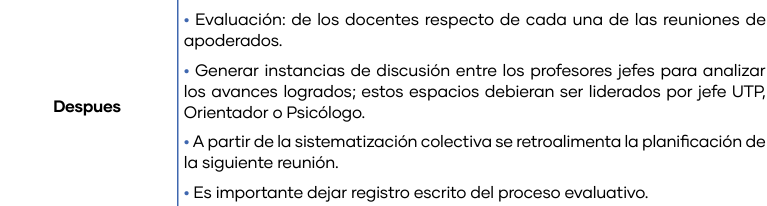 Despues
• Evaluación: de los docentes respecto de cada una de las reuniones de
apoderados.
• Generar instancias de discusión entre los profesores jefes para analizar
los avances logrados; estos espacios debieran ser liderados por jefe UTP,
Orientador o Psicólogo.
• A partir de la sistematización colectiva se retroalimenta la planificación de
la siguiente reunión.
• Es importante dejar registro escrito del proceso evaluativo.